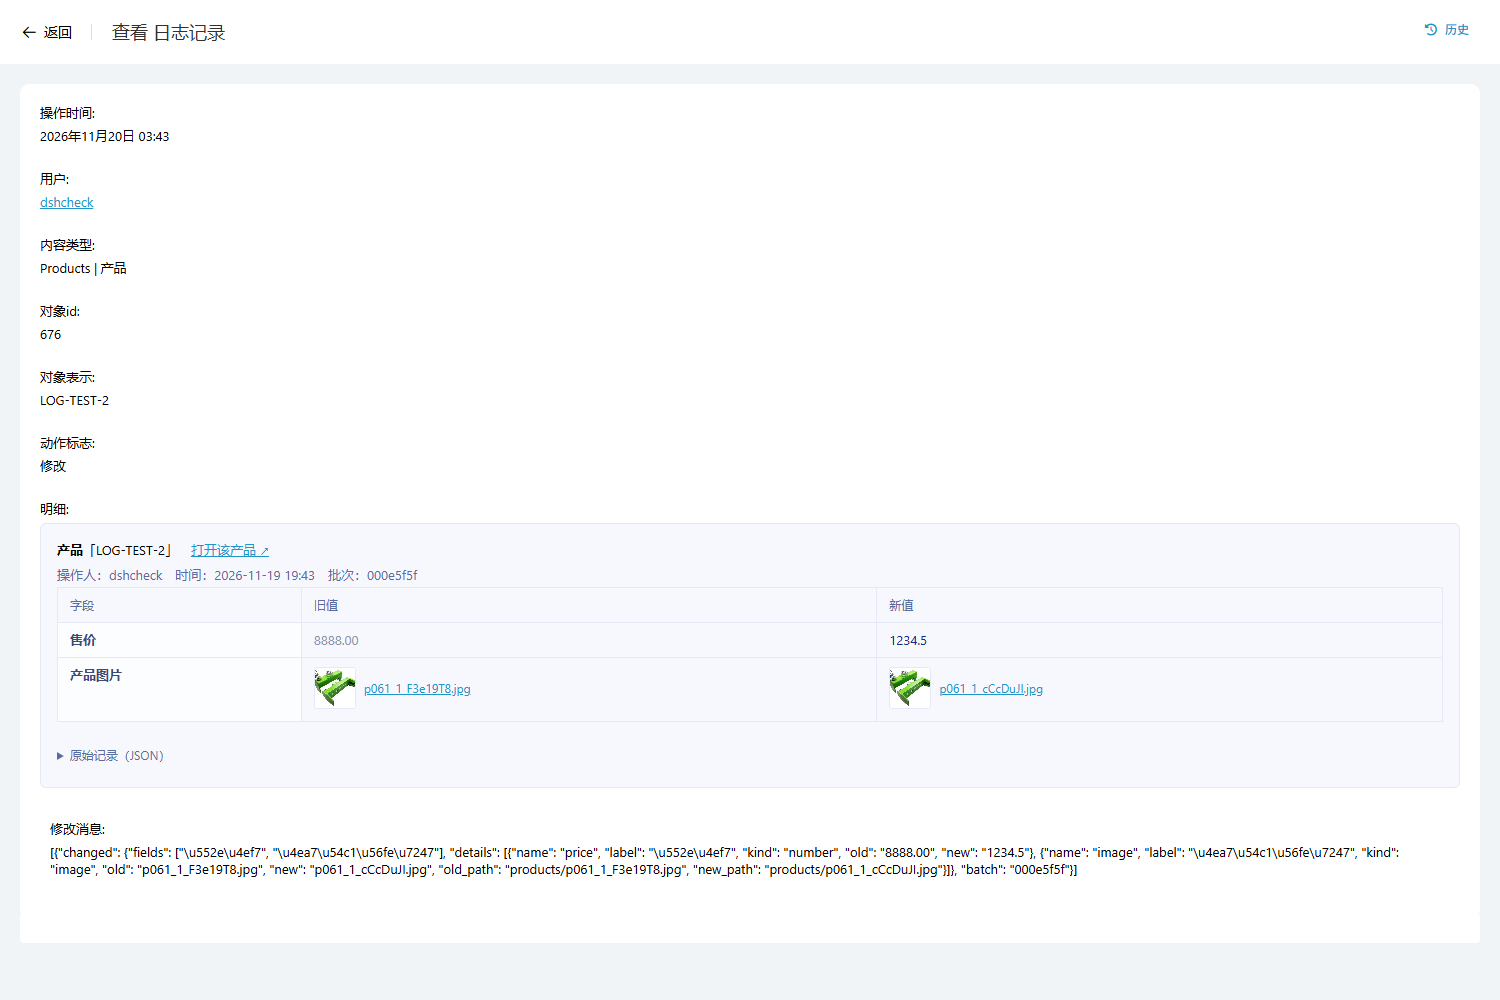 返回
查看 日志记录
历史
操作时间:
2026年11月20日 03:43
用户:
dshcheck
内容类型:
Products | 产品
对象id:
676
对象表示:
LOG-TEST-2
动作标志:
修改
明细:
产品「LOG-TEST-2」 打开该产品 ↗
操作人：dshcheck 时间：2026-11-19 19:43 批次：000e5f5f
字段 旧值 新值
售价 8888.00 1234.5
产品图片 p061_1_F3e19T8.jpg p061_1_cCcDuJI.jpg
▶ 原始记录（JSON）
修改消息:
[{"changed": {"fields": ["\u552e\u4ef7", "\u4ea7\u54c1\u56fe\u7247"], "details": [{"name": "price", "label": "\u552e\u4ef7", "kind": "number", "old": "8888.00", "new": "1234.5"}, {"name": "image", "label": "\u4ea7\u54c1\u56fe\u7247", "kind":
"image", "old": "p061_1_F3e19T8.jpg", "new": "p061_1_cCcDuJI.jpg", "old_path": "products/p061_1_F3e19T8.jpg", "new_path": "products/p061_1_cCcDuJI.jpg"}]}, "batch": "000e5f5f"}]